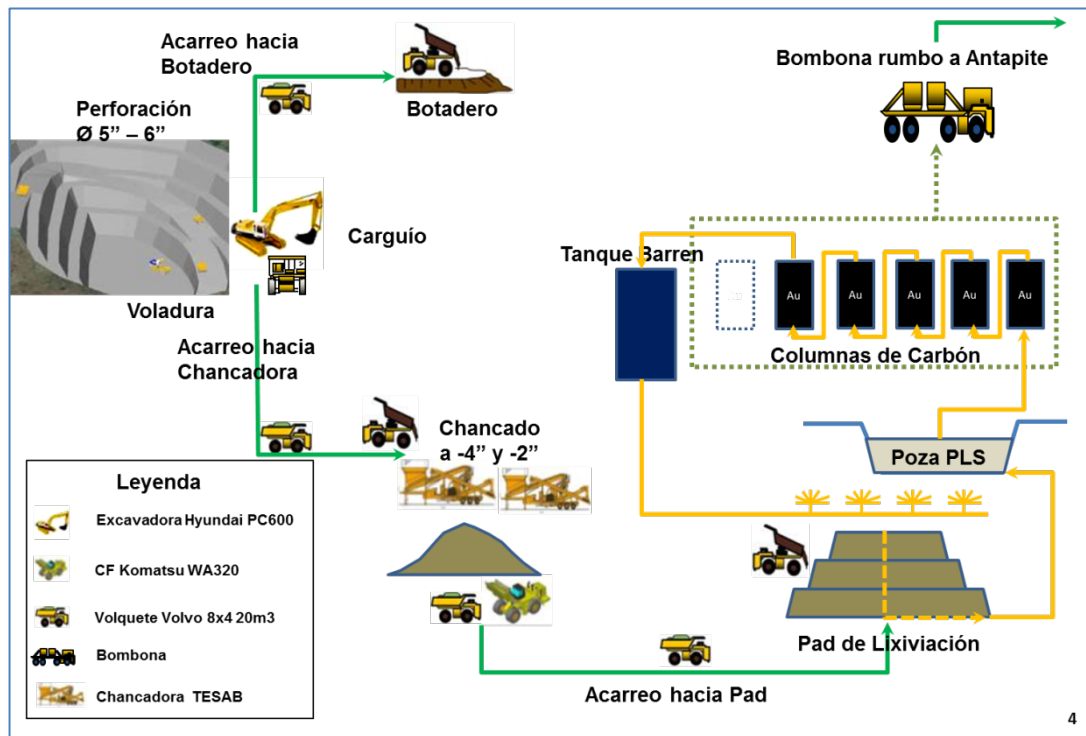 Acarreo hacia
Botadero
Botadero
Bombona rumbo a Antapite
Perforación
Ø 5” – 6”
Carguío
Voladura
Tanque Barren
Au
Au
Au
Au
Au
Au
Columnas de Carbón
Acarreo hacia
Chancadora
Chancado
a -4” y -2”
Poza PLS
Pad de Lixiviación
Acarreo hacia Pad
Leyenda
Excavadora Hyundai PC600
CF Komatsu WA320
Volquete Volvo 8x4 20m3
Bombona
Chancadora TESAB
4